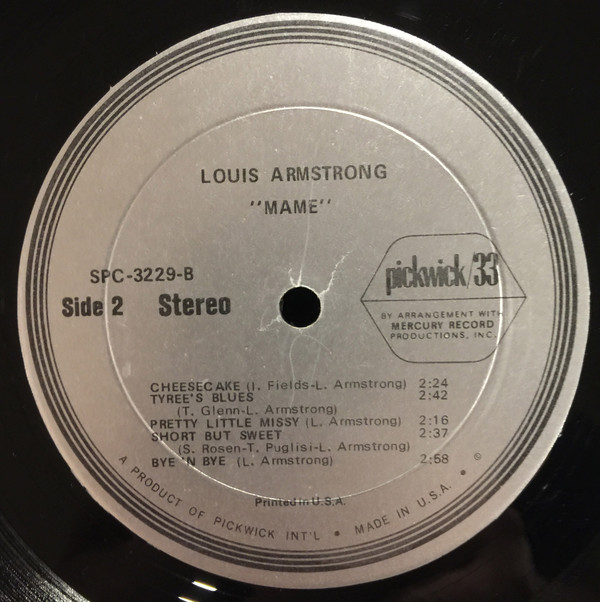 LOUIS ARMSTRONG
"MAME"
SPC-3229-B
Side 2 Stereo
pickwick/33
BY ARRANGEMENT WITH
MERCURY RECORD
PRODUCTIONS, INC.
CHEESECAKE (I. Fields-L. Armstrong) 2:24
TYREE'S BLUES 2:42
(T. Glenn-L. Armstrong)
PRETTY LITTLE MISSY (L. Armstrong) 2:16
SHORT BUT SWEET 2:37
(S. Rosen-T. Puglisi-L. Armstrong)
BYE 'N BYE (L. Armstrong) 2:58
Printed in U.S.A.
A PRODUCT OF PICKWICK INT'L • MADE IN U.S.A. • ©